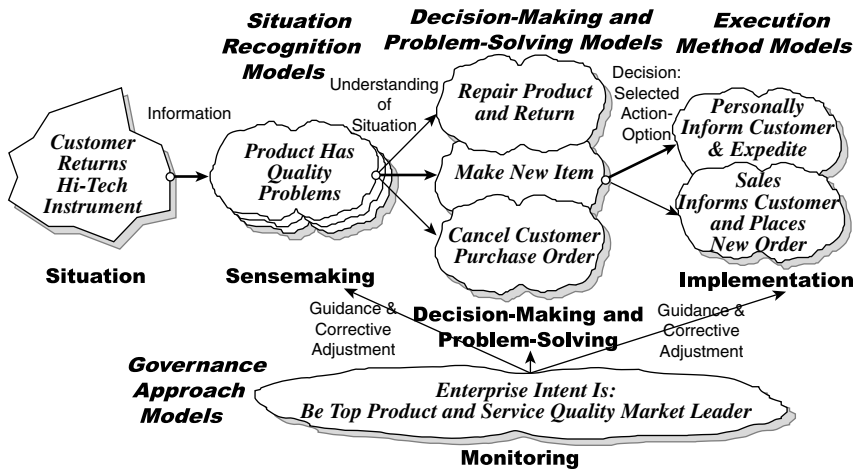 Situation
Recognition
Models
Decision-Making and
Problem-Solving Models
Execution
Method Models
Information
Understanding
of
Situation
Decision:
Selected
Action-
Option
Customer
Returns
Hi-Tech
Instrument
Product Has
Quality
Problems
Repair Product
and Return
Make New Item
Cancel Customer
Purchase Order
Personally
Inform Customer
& Expedite
Sales
Informs Customer
and Places
New Order
Situation
Sensemaking
Decision-Making and
Problem-Solving
Implementation
Guidance &
Corrective
Adjustment
Guidance &
Corrective
Adjustment
Governance
Approach
Models
Enterprise Intent Is:
Be Top Product and Service Quality Market Leader
Monitoring